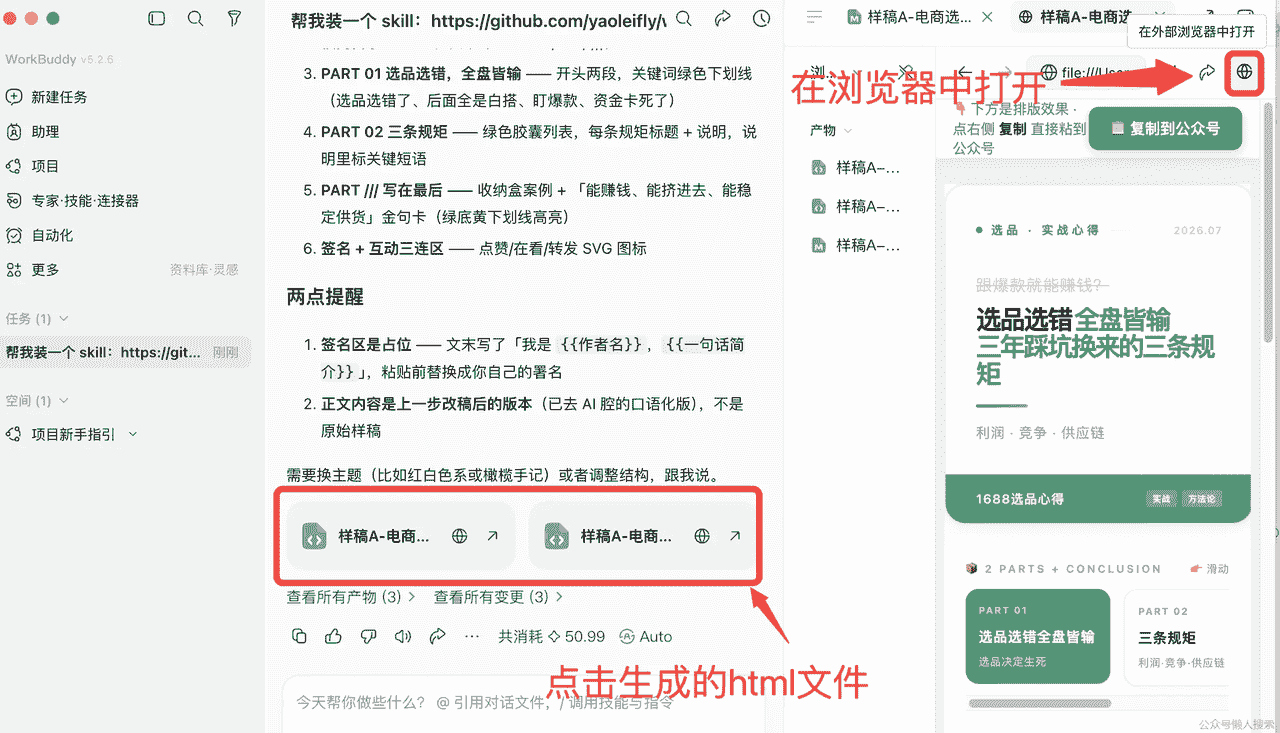 WorkBuddy v5.2.6
新建任务
助理
项目
专家·技能·连接器
自动化
更多
资料库·灵感
任务 (1)
帮我装一个 skill：https://git...
刚刚
空间 (1)
项目新手指引
帮我装一个 skill：https://github.com/yaoleifly/
3. PART 01 选品选错，全盘皆输 —— 开头两段，关键词绿色下划线
（选品选错了、后面全是白搭、盯爆款、资金卡死了）
4. PART 02 三条规矩 —— 绿色胶囊列表，每条规矩标题 + 说明，说
明里标关键短语
5. PART /// 写在最后 —— 收纳盒案例 + 「能赚钱、能挤进去、能稳
定供货」金句卡（绿底黄下划线高亮）
6. 签名 + 互动三连区 —— 点赞/在看/转发 SVG 图标
两点提醒
1. 签名区是占位 —— 文末写了「我是 {{作者名}}，{{一句话简
介}}」，粘贴前替换成你自己的署名
2. 正文内容是上一步改稿后的版本（已去 AI 腔的口语化版），不是
原始样稿
需要换主题（比如红白色系或橄榄手记）或者调整结构，跟我说。
样稿A-电商...
样稿A-电商...
查看所有产物 (3)
查看所有变更 (3)
共消耗 50.99
Auto
点击生成的html文件
今天帮你做些什么？ @ 引用对话文件，/ 调用技能与指令
样稿A-电商选...
样稿A-电商选
在外部浏览器中打开
浏
file:///User
在浏览器中打开
产物
样稿A-...
样稿A-...
样稿A-...
下方是排版效果 ·
点右侧 复制 直接粘到
公众号
复制到公众号
选品 · 实战心得
2026.07
跟爆款就能赚钱？
选品选错全盘皆输
三年踩坑换来的三条规
矩
利润 · 竞争 · 供应链
1688选品心得
实战
方法论
2 PARTS + CONCLUSION
滑动
PART 01
选品选错全盘皆输
选品决定生死
PART 02
三条规矩
利润·竞争·供应链
公众号懒人搜索